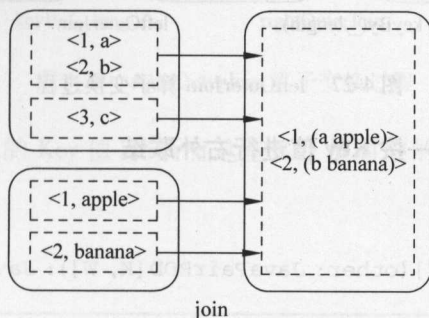 <1, a>
<2, b>
<3, c>
<1, apple>
<2, banana>
<1, (a apple)>
<2, (b banana)>
join